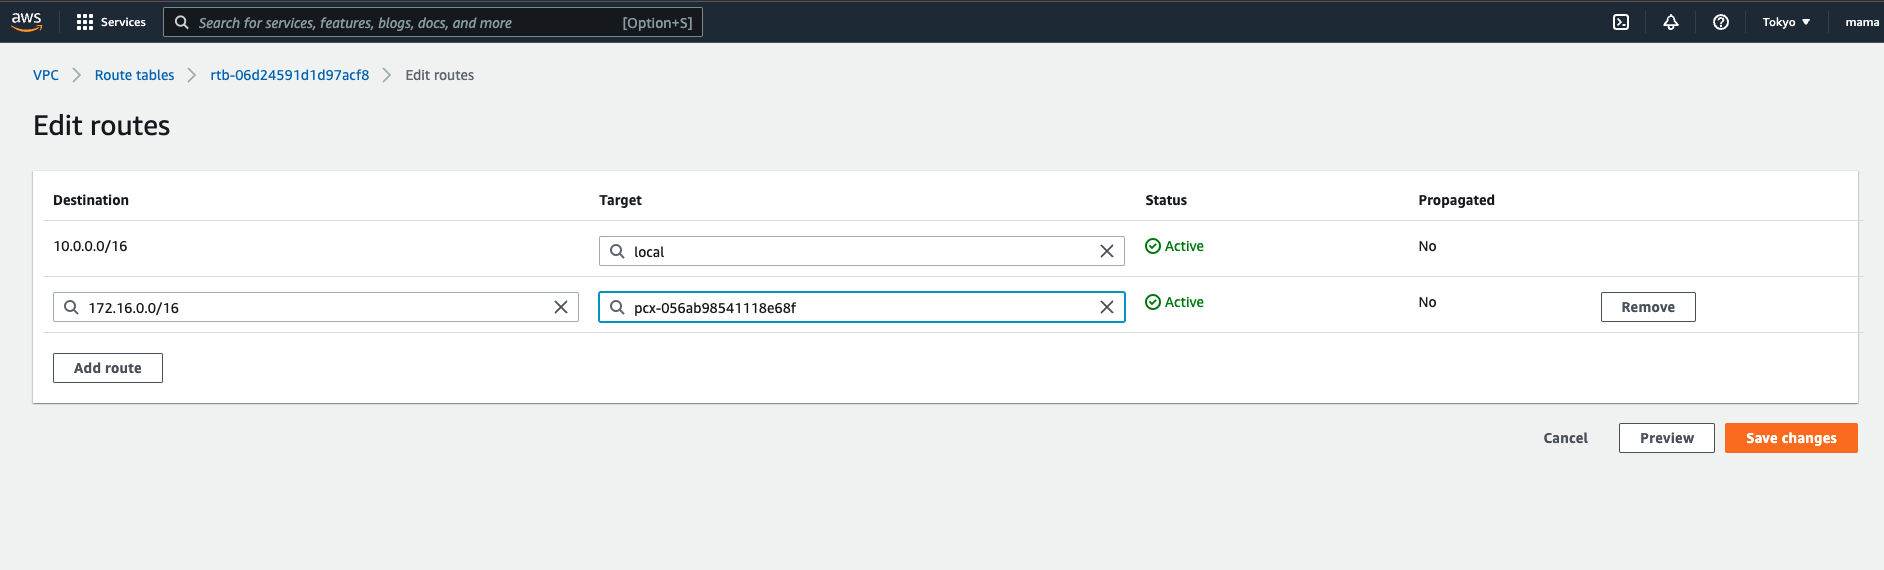 aws Services Search for services, features, blogs, docs, and more [Option+S] Tokyo mama
VPC Route tables rtb-06d24591d1d97acf8 Edit routes
Edit routes
Destination Target Status Propagated
10.0.0.0/16 local Active No
172.16.0.0/16 pcx-056ab98541118e68f Active No Remove
Add route
Cancel Preview Save changes